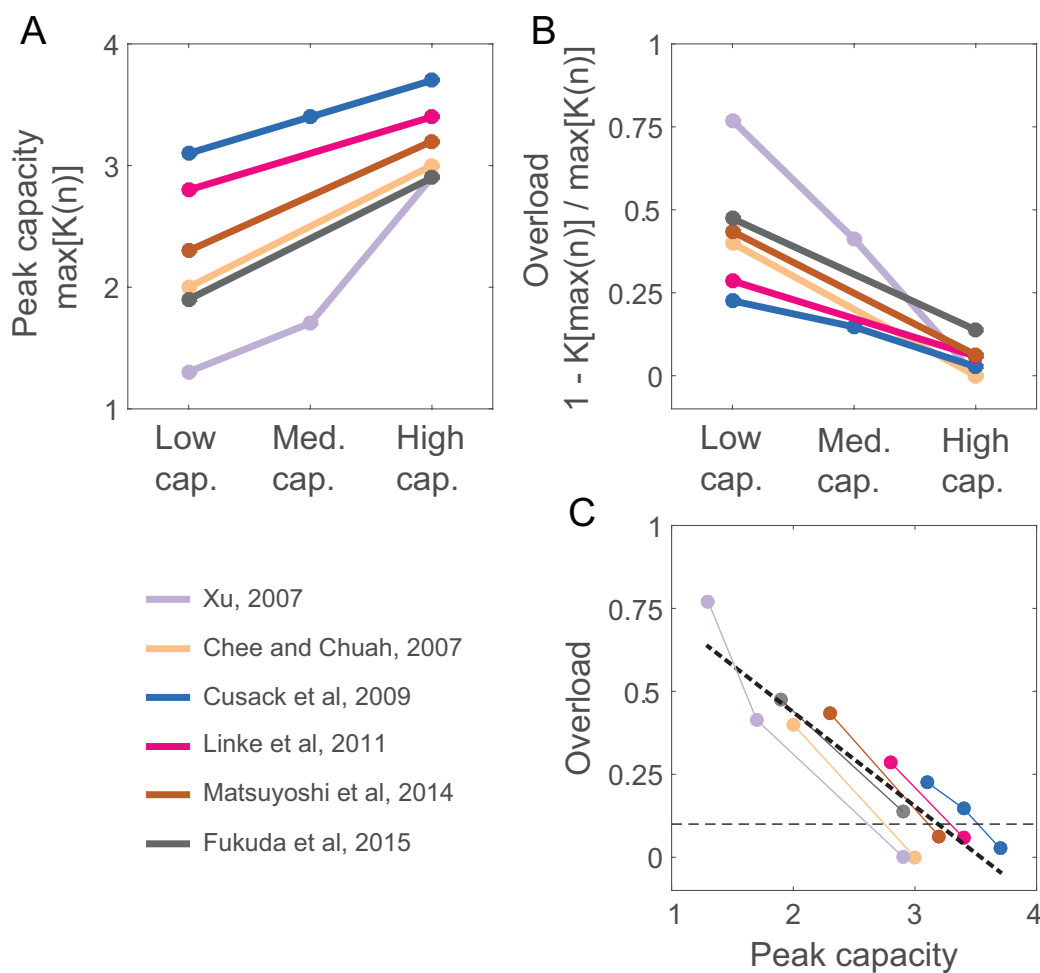 A
Peak capacity
max[K(n)]
4
3
2
1
Low
cap.
Med.
cap.
High
cap.
B
Overload
1 - K[max(n)] / max[K(n)]
1
0.75
0.5
0.25
0
Low
cap.
Med.
cap.
High
cap.
Xu, 2007
Chee and Chuah, 2007
Cusack et al, 2009
Linke et al, 2011
Matsuyoshi et al, 2014
Fukuda et al, 2015
C
Overload
1
0.75
0.5
0.25
0
1
2
3
4
Peak capacity